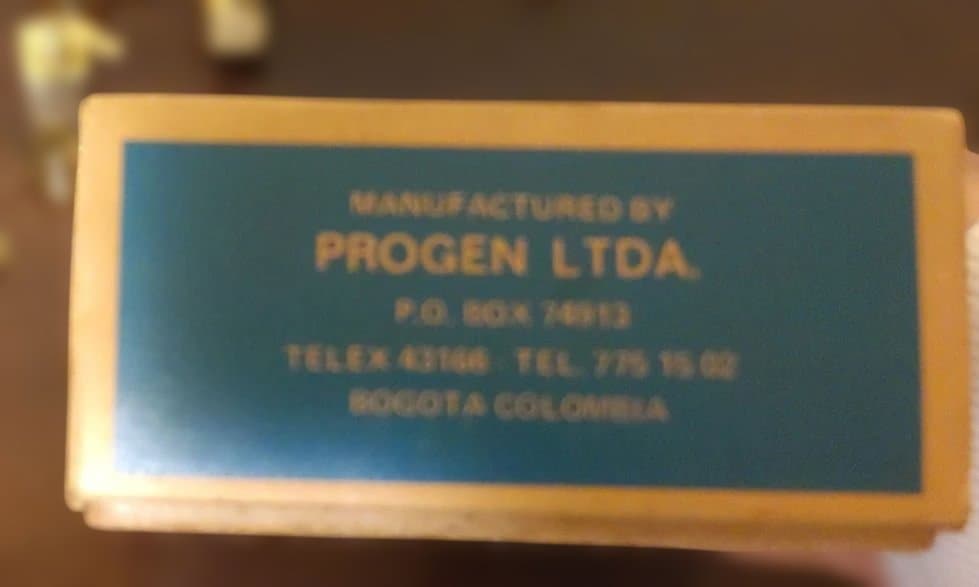 MANUFACTURED BY
PROGEN LTDA.
P.O. BOX 74913
TELEX 43166 · TEL. 775 15 02
BOGOTA COLOMBIA